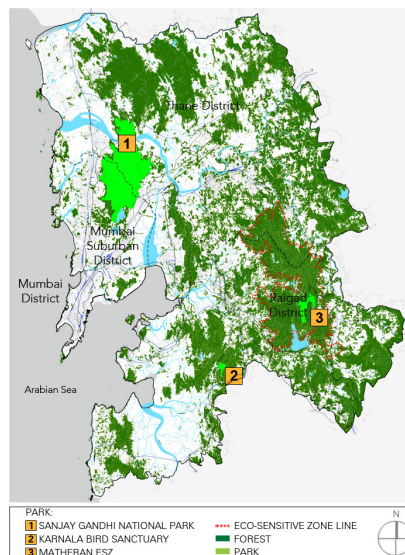 Thane District
1
Mumbai
Suburban
District
Mumbai
District
Raigad
District
3
2
Arabian Sea
PARK:
1 SANJAY GANDHI NATIONAL PARK
2 KARNALA BIRD SANCTUARY
3 MATHERAN ESZ
ECO-SENSITIVE ZONE LINE
FOREST
PARK
N